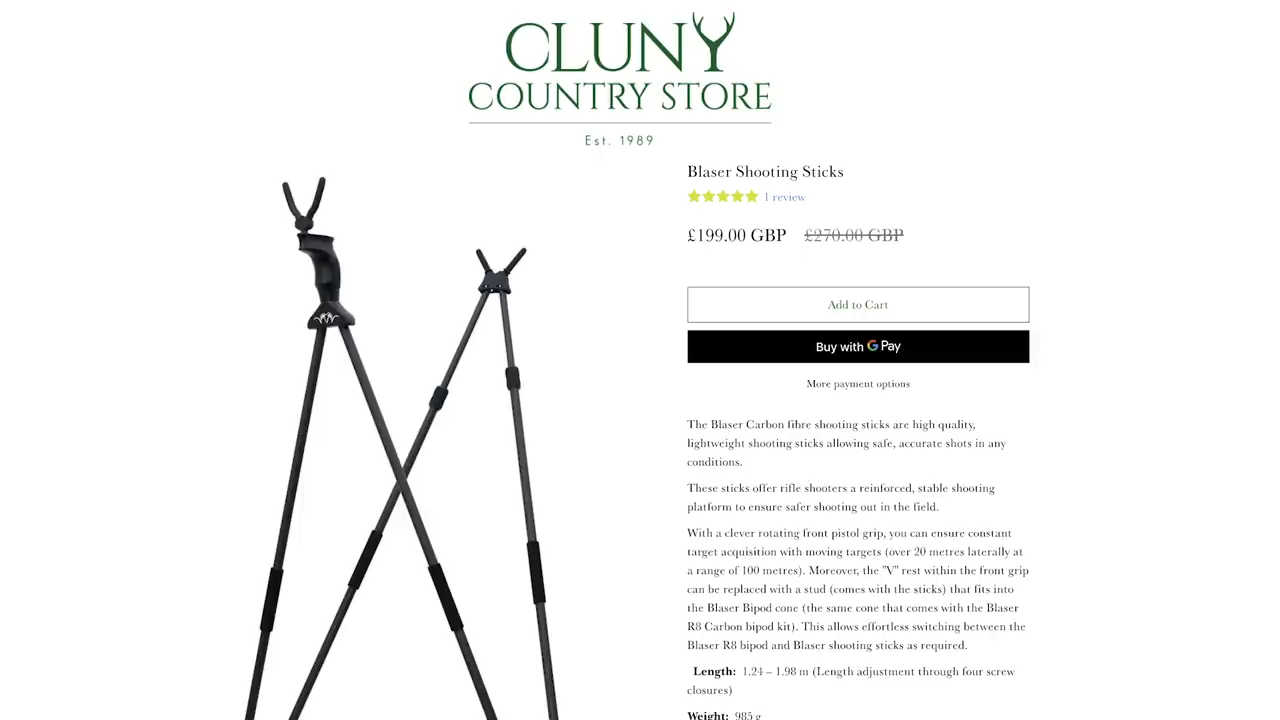 CLUNY
COUNTRY STORE
Est. 1989
Blaser Shooting Sticks
1 review
£199.00 GBP £270.00 GBP
Add to Cart
Buy with G Pay
More payment options
The Blaser Carbon fibre shooting sticks are high quality,
lightweight shooting sticks allowing safe, accurate shots in any
conditions.
These sticks offer rifle shooters a reinforced, stable shooting
platform to ensure safer shooting out in the field.
With a clever rotating front pistol grip, you can ensure constant
target acquisition with moving targets (over 20 metres laterally at
a range of 100 metres). Moreover, the "V" rest within the front grip
can be replaced with a stud (comes with the sticks) that fits into
the Blaser Bipod cone (the same cone that comes with the Blaser
R8 Carbon bipod kit). This allows effortless switching between the
Blaser R8 bipod and Blaser shooting sticks as required.
Length: 1.24 – 1.98 m (Length adjustment through four screw
closures)
Weight: 985 g